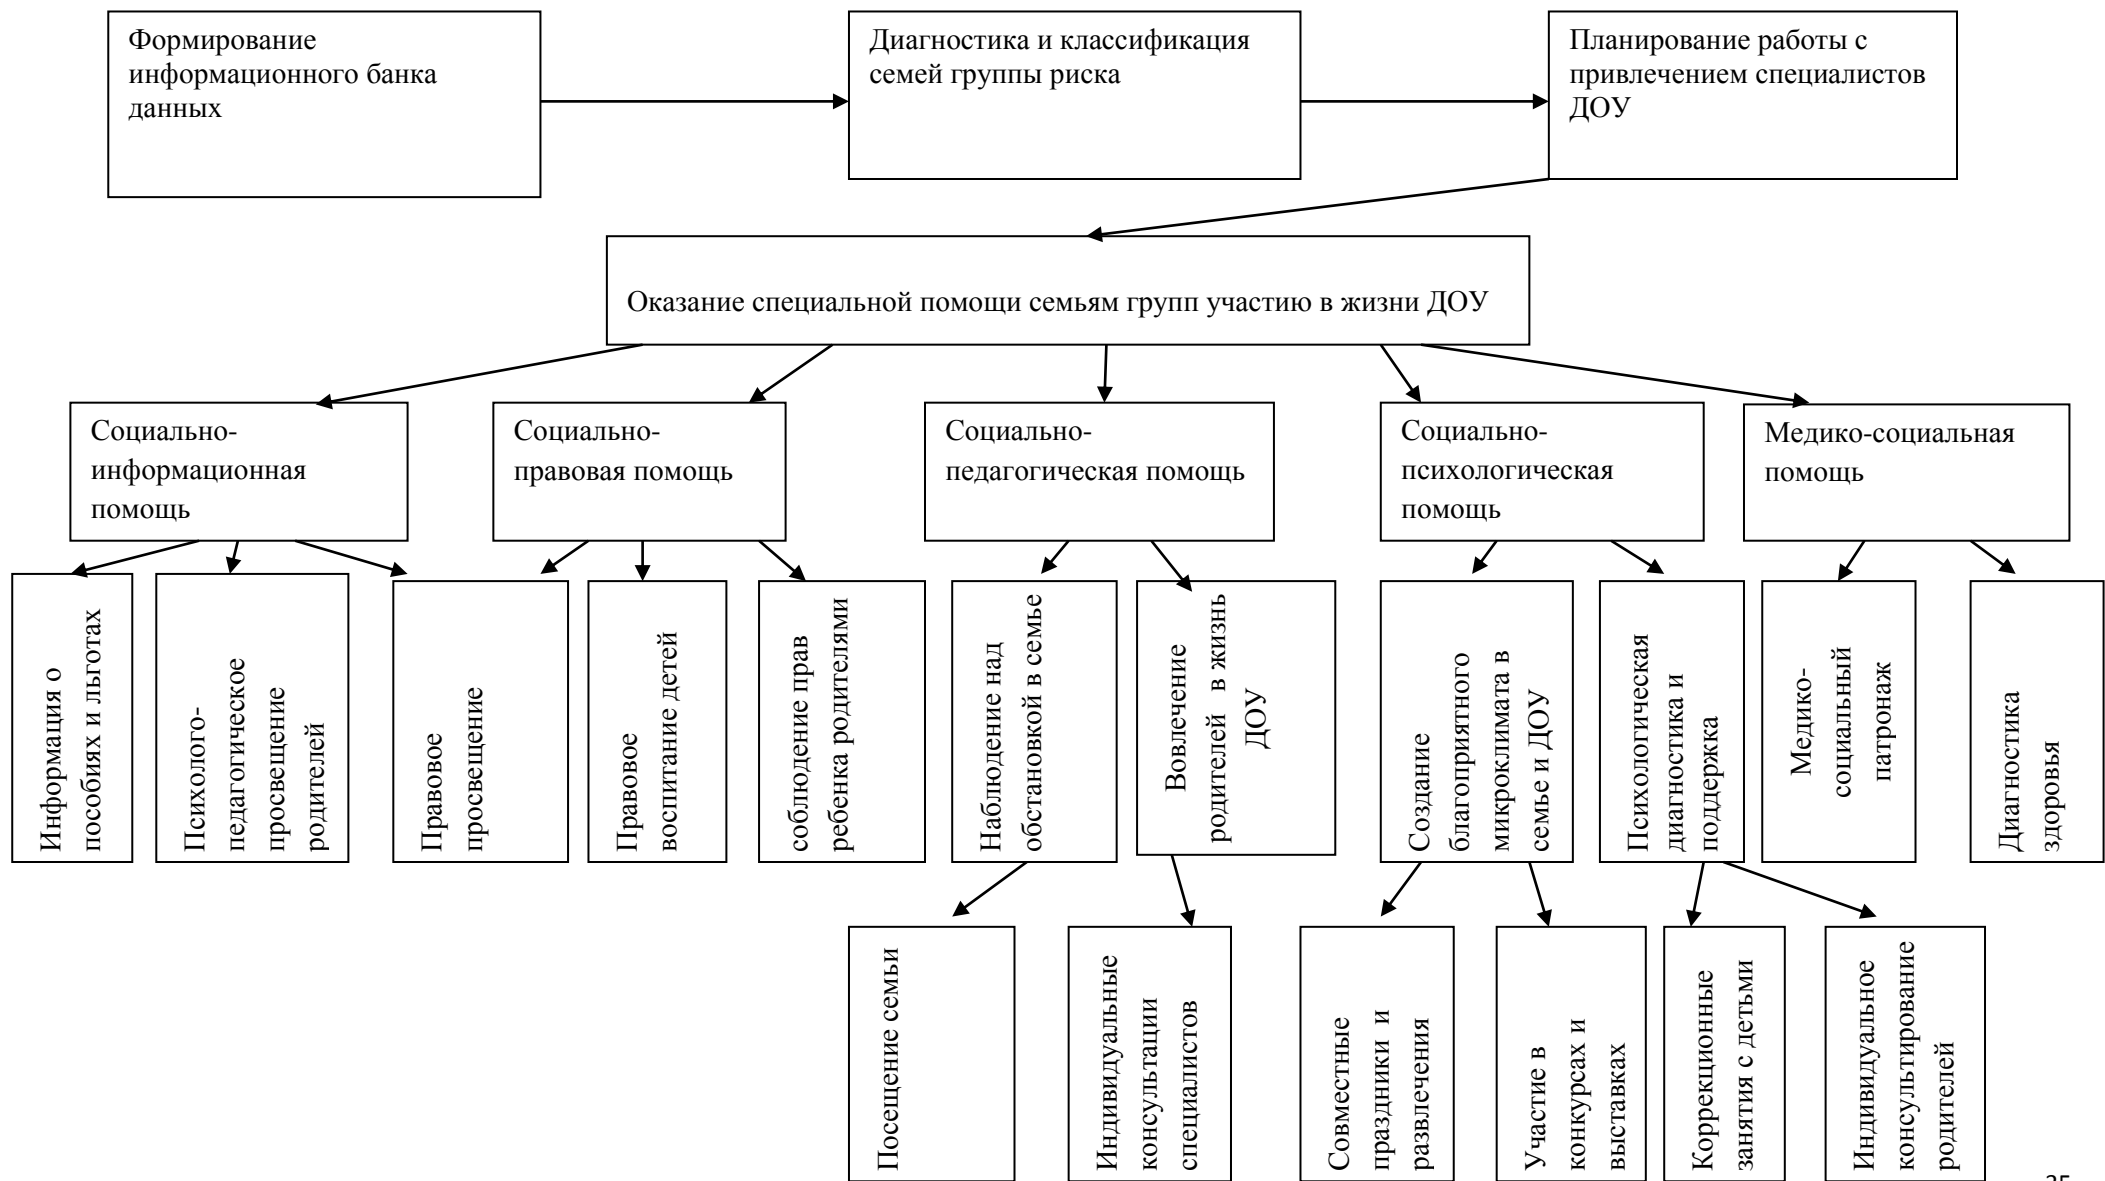 Формирование
информационного банка
данных
Диагностика и классификация
семей группы риска
Планирование работы с
привлечением специалистов
ДОУ
Оказание специальной помощи семьям групп участию в жизни ДОУ
Социально-
информационная
помощь
Социально-
правовая помощь
Социально-
педагогическая помощь
Социально-
психологическая
помощь
Медико-социальная
помощь
Информация о
пособиях и льготах
Психолого-
педагогическое
просвещение
родителей
Правовое
просвещение
Правовое
воспитание детей
соблюдение прав
ребенка родителями
Наблюдение над
обстановкой в семье
Вовлечение
родителей в жизнь
ДОУ
Создание
благоприятного
микроклимата в
семье и ДОУ
Психологическая
диагностика и
поддержка
Медико-
социальный
патронаж
Диагностика
здоровья
Посещение семьи
Индивидуальные
консультации
специалистов
Совместные
праздники и
развлечения
Участие в
конкурсах и
выставках
Коррекционные
занятия с детьми
Индивидуальное
консультирование
родителей